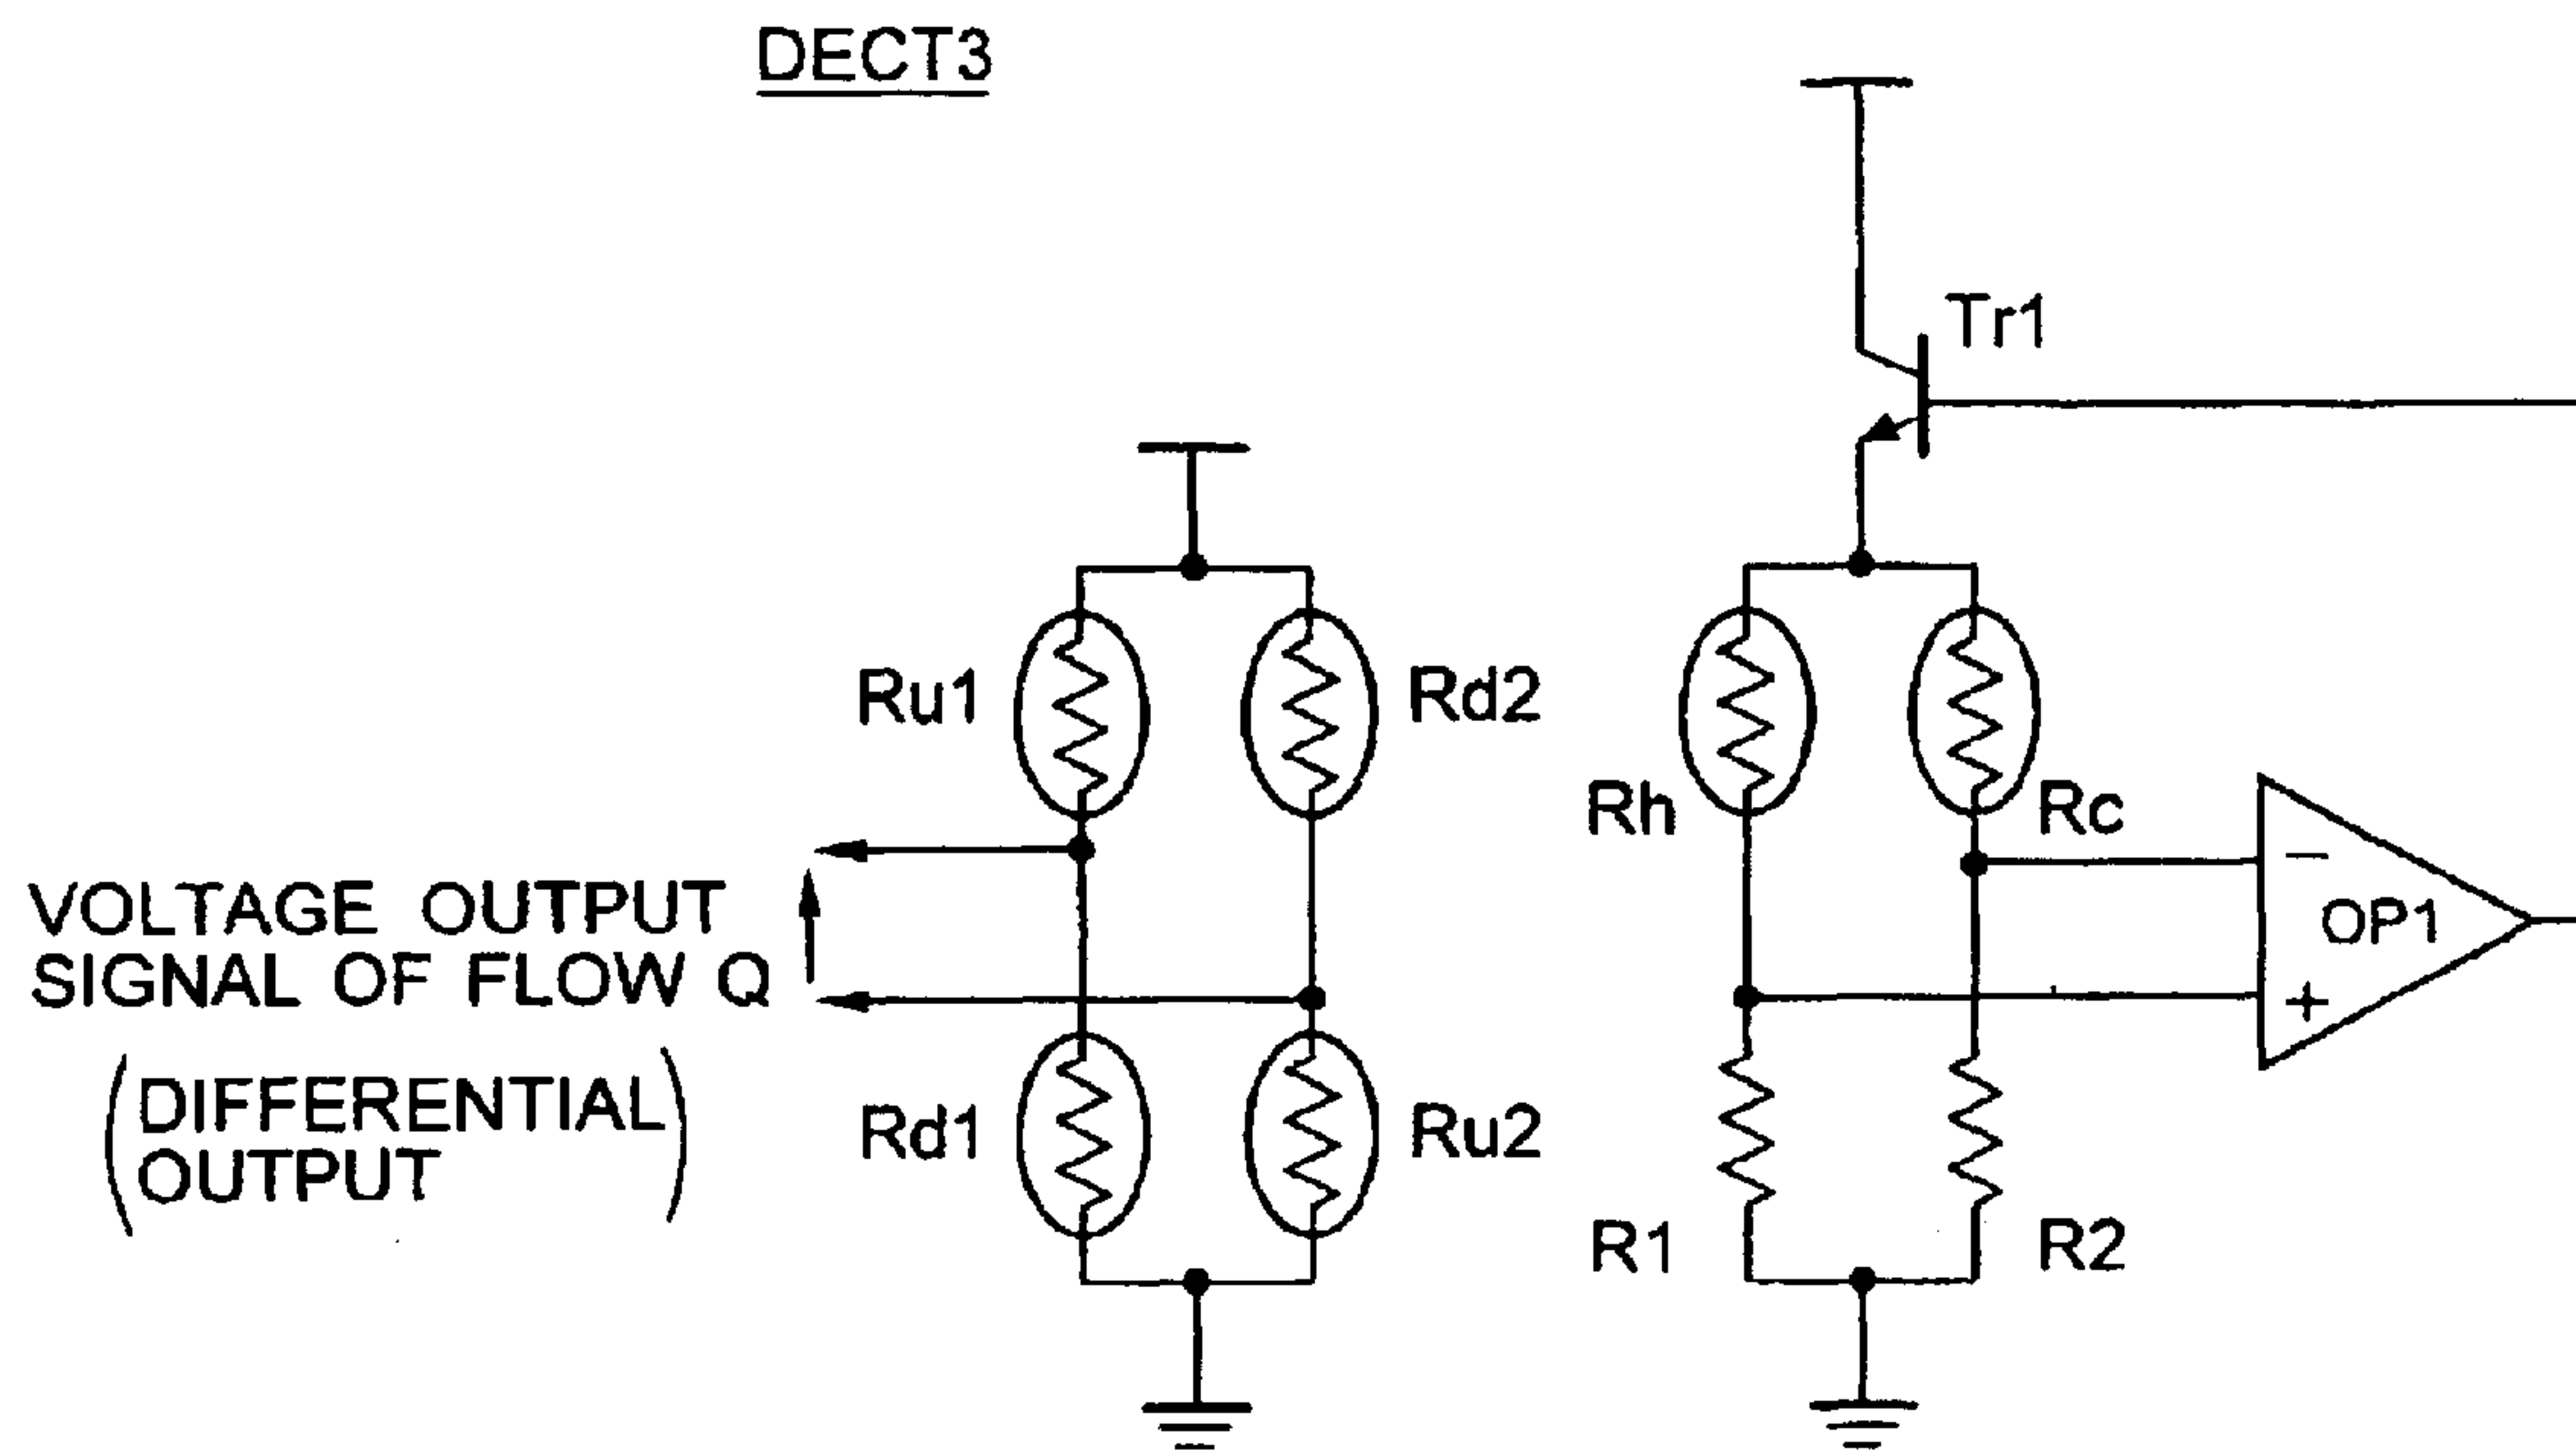 DECT3
Tr1
Ru1
Rd2
Rh
Rc
VOLTAGE OUTPUT
SIGNAL OF FLOW Q
(DIFFERENTIAL
OUTPUT)
−
OP1
+
Rd1
Ru2
R1
R2